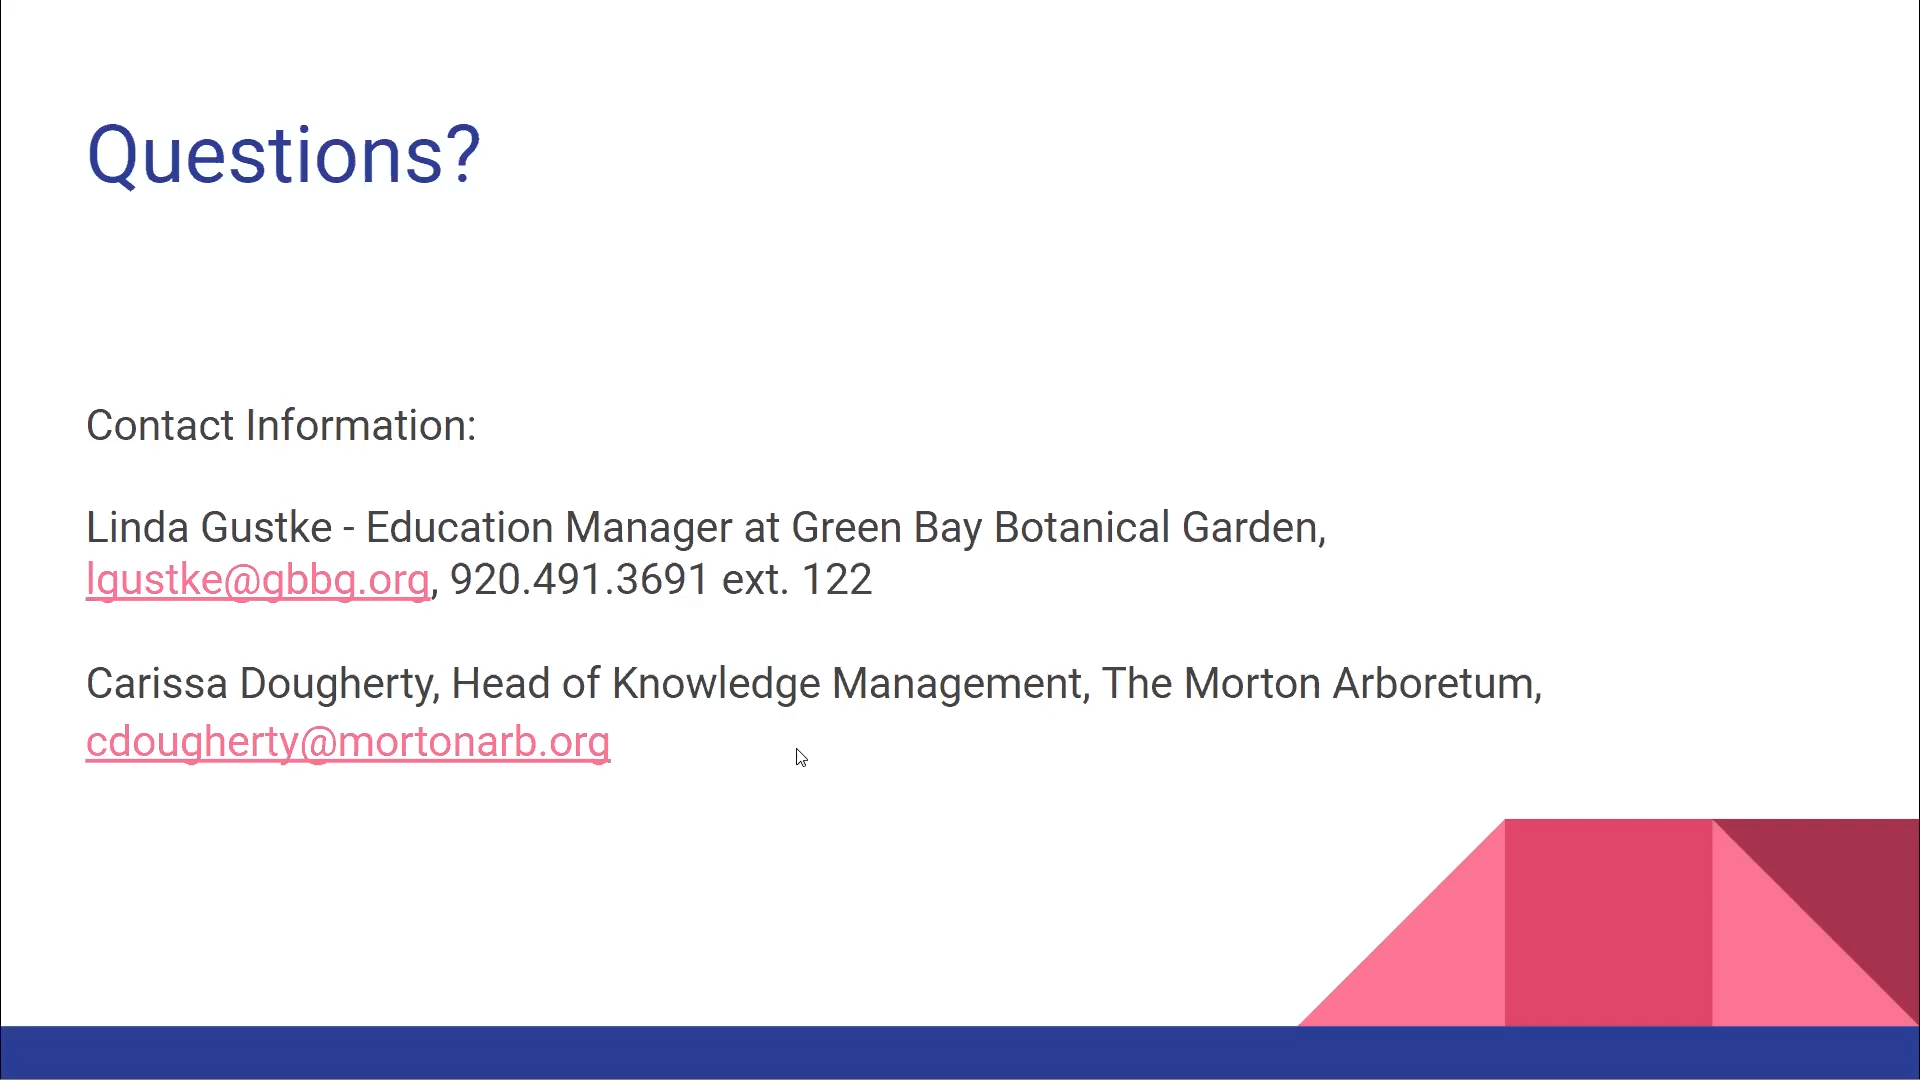 Questions?
Contact Information:
Linda Gustke - Education Manager at Green Bay Botanical Garden,
lgustke@gbbg.org, 920.491.3691 ext. 122
Carissa Dougherty, Head of Knowledge Management, The Morton Arboretum,
cdougherty@mortonarb.org